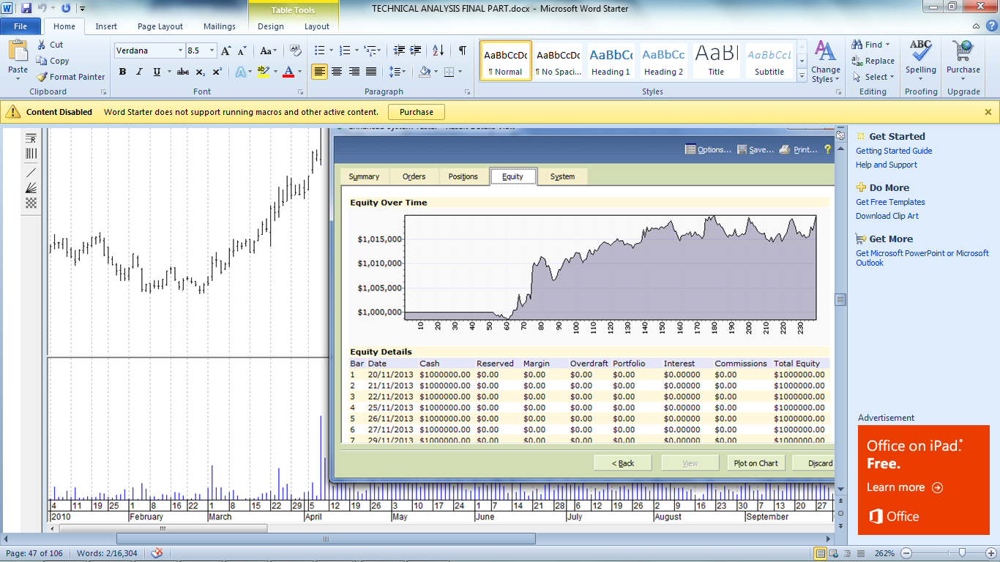 TECHNICAL ANALYSIS FINAL PART.docx - Microsoft Word Starter
Table Tools
File Home Insert Page Layout Mailings Design Layout
Paste
Cut
Copy
Format Painter
Clipboard
Verdana 8.5
Font
Paragraph
AaBbCcDc AaBbCcDc AaBbCc AaBbCc AaBl AaBbCcL
¶ Normal ¶ No Spaci... Heading 1 Heading 2 Title Subtitle
Change Styles
Styles
Find
Replace
Select
Editing
Spelling
Proofing
Purchase
Upgrade
Content Disabled Word Starter does not support running macros and other active content. Purchase
Options... Save... Print... ?
Summary Orders Positions Equity System
Equity Over Time
$1,015,000
$1,010,000
$1,005,000
$1,000,000
10 20 30 40 50 60 70 80 90 100 110 120 130 140 150 160 170 180 190 200 210 220 230
Equity Details
Bar Date Cash Reserved Margin Overdraft Portfolio Interest Commissions Total Equity
1 20/11/2013 $1000000.00 $0.00 $0.00 $0.00 $0.00 $0.00000 $0.00 $1000000.00
2 21/11/2013 $1000000.00 $0.00 $0.00 $0.00 $0.00 $0.00000 $0.00 $1000000.00
3 22/11/2013 $1000000.00 $0.00 $0.00 $0.00 $0.00 $0.00000 $0.00 $1000000.00
4 25/11/2013 $1000000.00 $0.00 $0.00 $0.00 $0.00 $0.00000 $0.00 $1000000.00
5 26/11/2013 $1000000.00 $0.00 $0.00 $0.00 $0.00 $0.00000 $0.00 $1000000.00
6 27/11/2013 $1000000.00 $0.00 $0.00 $0.00 $0.00 $0.00000 $0.00 $1000000.00
7 29/11/2013 $1000000.00 $0.00 $0.00 $0.00 $0.00 $0.00000 $0.00 $1000000.00
< Back View Plot on Chart Discard
4 11 19 25 1 8 16 22 1 8 15 22 29 5 12 19 26 3 10 17 24 1 7 14 21 28 6 12 19 26 2 9 16 23 30 7 13 20 27
2010 February March April May June July August September
Get Started
Getting Started Guide
Help and Support
Do More
Get Free Templates
Download Clip Art
Get More
Get Microsoft PowerPoint or Microsoft
Outlook
Advertisement
Office on iPad.
Free.
Learn more
Office
Page: 47 of 106 Words: 2/16,304 262%